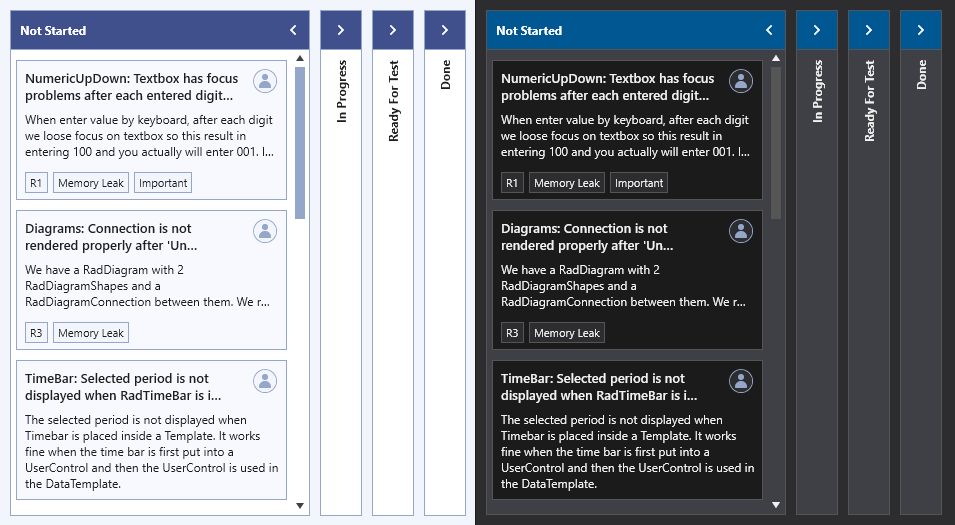 Not Started
NumericUpDown: Textbox has focus
problems after each entered digit...
When enter value by keyboard, after each digit
we loose focus on textbox so this result in
entering 100 and you actually will enter 001. I...
R1 Memory Leak Important
Diagrams: Connection is not
rendered properly after 'Un...
We have a RadDiagram with 2
RadDiagramShapes and a
RadDiagramConnection between them. We r...
R3 Memory Leak
TimeBar: Selected period is not
displayed when RadTimeBar is i...
The selected period is not displayed when
Timebar is placed inside a Template. It works
fine when the time bar is first put into a
UserControl and then the UserControl is used in
the DataTemplate.
In Progress
Ready For Test
Done
Not Started
NumericUpDown: Textbox has focus
problems after each entered digit...
When enter value by keyboard, after each digit
we loose focus on textbox so this result in
entering 100 and you actually will enter 001. I...
R1 Memory Leak Important
Diagrams: Connection is not
rendered properly after 'Un...
We have a RadDiagram with 2
RadDiagramShapes and a
RadDiagramConnection between them. We r...
R3 Memory Leak
TimeBar: Selected period is not
displayed when RadTimeBar is i...
The selected period is not displayed when
Timebar is placed inside a Template. It works
fine when the time bar is first put into a
UserControl and then the UserControl is used in
the DataTemplate.
In Progress
Ready For Test
Done